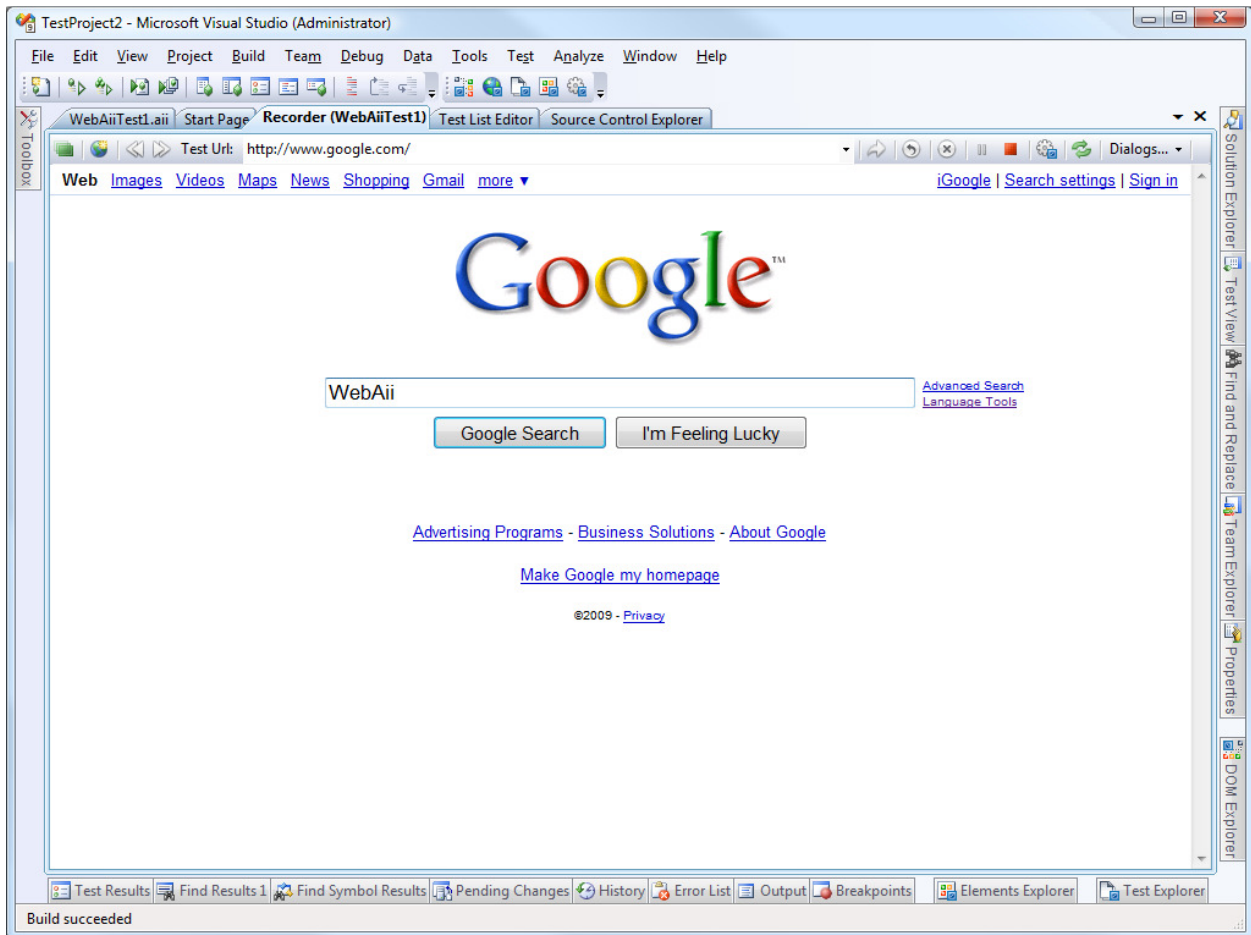 TestProject2 - Microsoft Visual Studio (Administrator)
File Edit View Project Build Team Debug Data Tools Test Analyze Window Help
WebAiiTest1.aii Start Page Recorder (WebAiiTest1) Test List Editor Source Control Explorer
Toolbox
Test Url: http://www.google.com/ Dialogs...
Web Images Videos Maps News Shopping Gmail more ▼ iGoogle | Search settings | Sign in
Google™
WebAii
Advanced Search
Language Tools
Google Search I'm Feeling Lucky
Advertising Programs - Business Solutions - About Google
Make Google my homepage
©2009 - Privacy
Solution Explorer
Test View
Find and Replace
Team Explorer
Properties
DOM Explorer
Test Results Find Results 1 Find Symbol Results Pending Changes History Error List Output Breakpoints Elements Explorer Test Explorer
Build succeeded